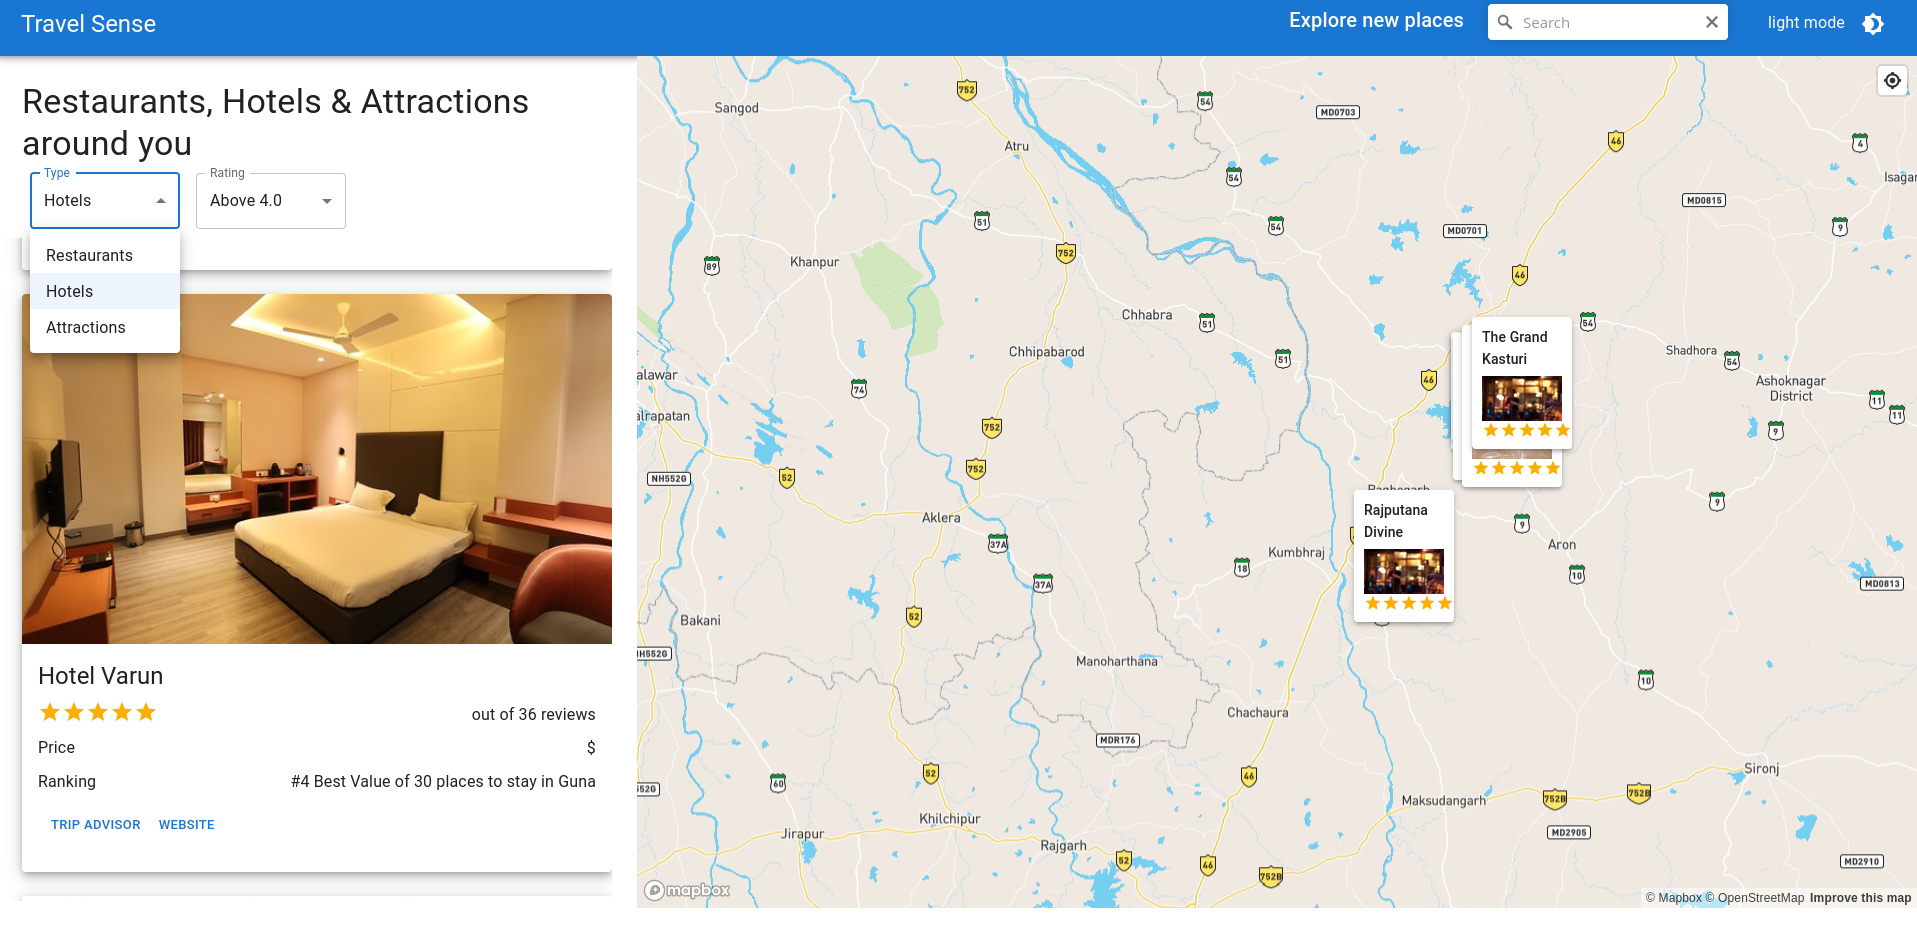 Travel Sense
Explore new places
Search
light mode
Restaurants, Hotels & Attractions
around you
Type
Hotels
Rating
Above 4.0
Restaurants
Hotels
Attractions
Hotel Varun
out of 36 reviews
Price
$
Ranking
#4 Best Value of 30 places to stay in Guna
TRIP ADVISOR
WEBSITE
752
Sangod
54
MD0703
46
4
Atru
54
Isagar
MD0815
51
54
MD0701
9
89
Khanpur
752
46
Chhabra
51
54
The Grand
Kasturi
Chhipabarod
51
Shadhora
54
alawar
74
46
Ashoknagar
District
11
11
alrapatan
752
9
752
NH552G
52
Rajputana
Divine
9
9
Aklera
37A
Kumbhraj
Aron
18
10
37A
MD0813
52
Bakani
H552G
Manoharthana
10
Chachaura
MDR176
52
46
Sironj
60
552G
Maksudangarh
752B
752B
Khilchipur
MD2905
Jirapur
Rajgarh
52
46
752B
MD2910
mapbox
© Mapbox © OpenStreetMap Improve this map